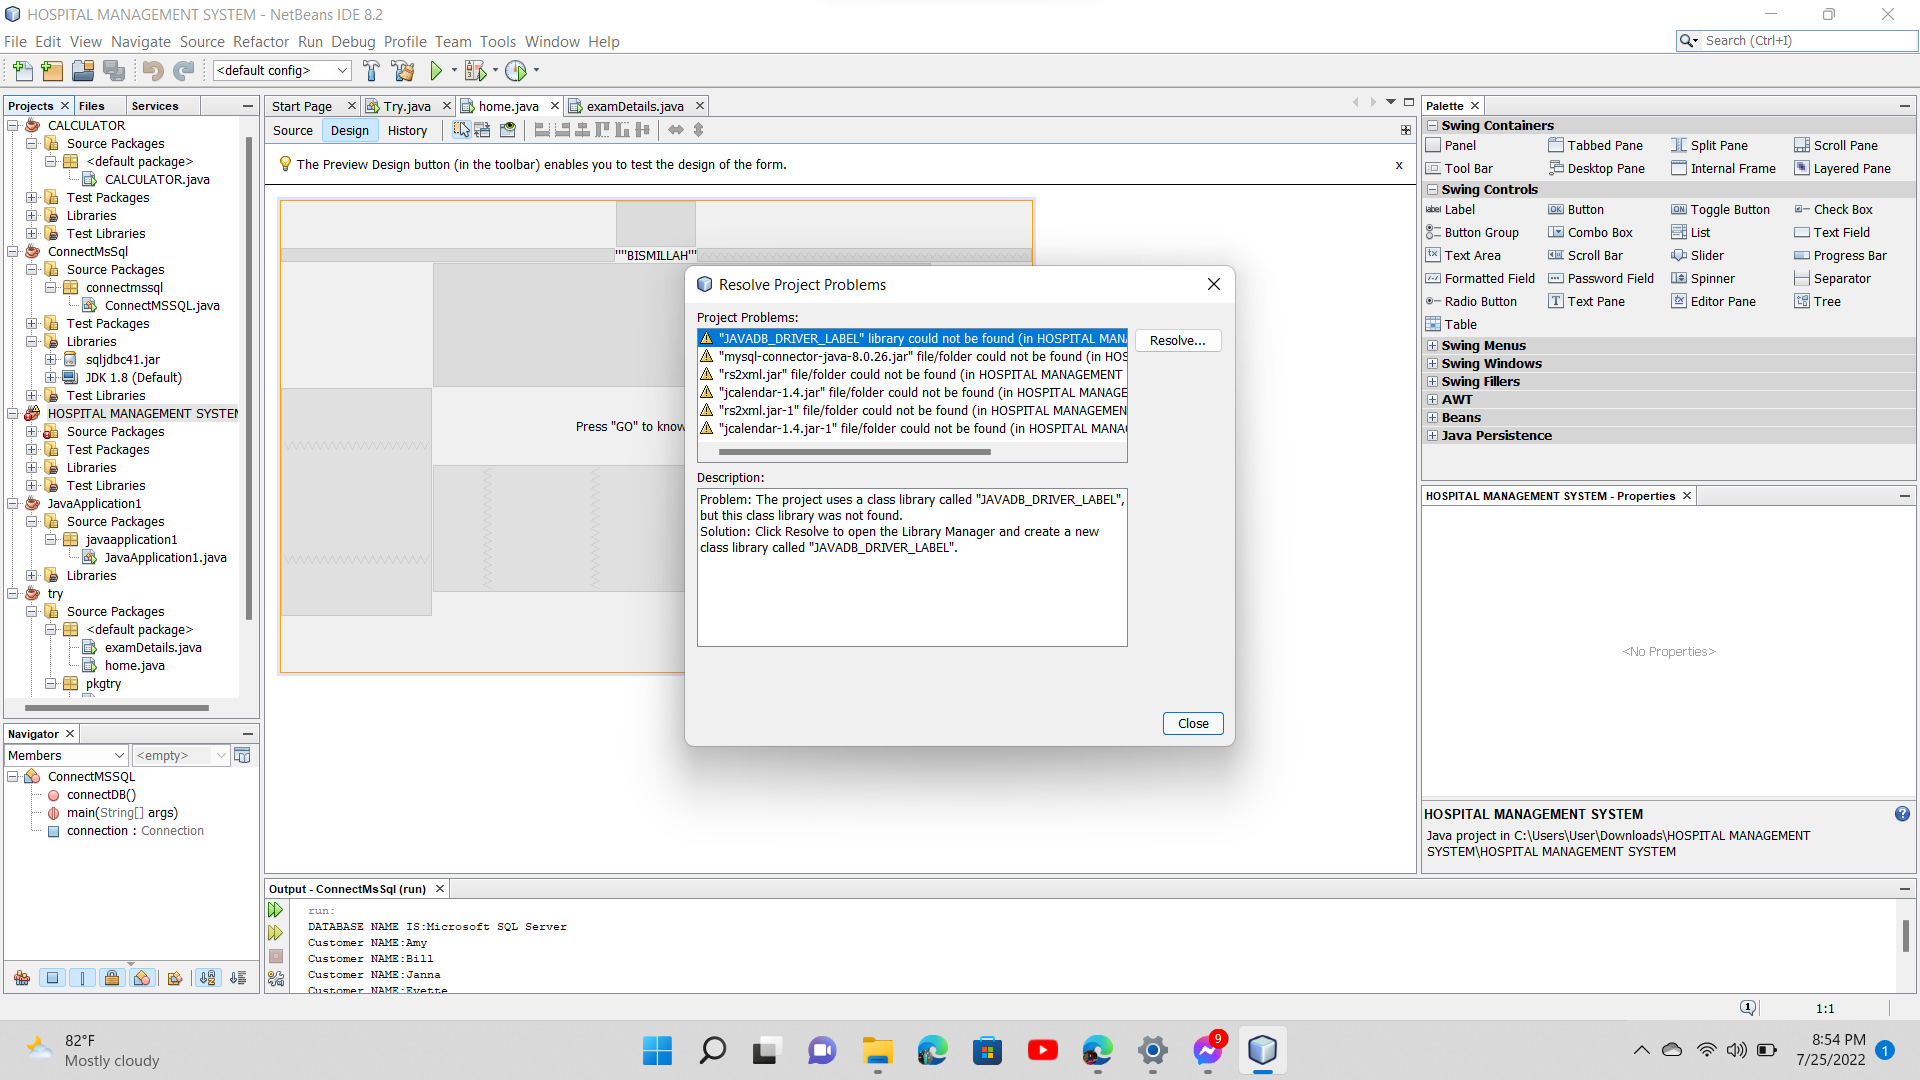 HOSPITAL MANAGEMENT SYSTEM - NetBeans IDE 8.2
File Edit View Navigate Source Refactor Run Debug Profile Team Tools Window Help
Search (Ctrl+I)
<default config>
Projects Files Services
CALCULATOR
Source Packages
<default package>
CALCULATOR.java
Test Packages
Libraries
Test Libraries
ConnectMsSql
Source Packages
connectmssql
ConnectMSSQL.java
Test Packages
Libraries
sqljdbc41.jar
JDK 1.8 (Default)
Test Libraries
HOSPITAL MANAGEMENT SYSTEM
Source Packages
Test Packages
Libraries
Test Libraries
JavaApplication1
Source Packages
javaapplication1
JavaApplication1.java
Libraries
try
Source Packages
<default package>
examDetails.java
home.java
pkgtry
Navigator
Members <empty>
ConnectMSSQL
connectDB()
main(String[] args)
connection : Connection
Start Page Try.java home.java examDetails.java
Source Design History
The Preview Design button (in the toolbar) enables you to test the design of the form. x
""''BISMILLAH'"
Press "GO" to know
Resolve Project Problems
Project Problems:
"JAVADB_DRIVER_LABEL" library could not be found (in HOSPITAL MAN
"mysql-connector-java-8.0.26.jar" file/folder could not be found (in HOS
"rs2xml.jar" file/folder could not be found (in HOSPITAL MANAGEMENT
"jcalendar-1.4.jar" file/folder could not be found (in HOSPITAL MANAGE
"rs2xml.jar-1" file/folder could not be found (in HOSPITAL MANAGEMEN
"jcalendar-1.4.jar-1" file/folder could not be found (in HOSPITAL MANA
Resolve...
Description:
Problem: The project uses a class library called "JAVADB_DRIVER_LABEL",
but this class library was not found.
Solution: Click Resolve to open the Library Manager and create a new
class library called "JAVADB_DRIVER_LABEL".
Close
Output - ConnectMsSql (run)
run:
DATABASE NAME IS:Microsoft SQL Server
Customer NAME:Amy
Customer NAME:Bill
Customer NAME:Janna
Customer NAME:Evette
Palette
Swing Containers
Panel Tabbed Pane Split Pane Scroll Pane
Tool Bar Desktop Pane Internal Frame Layered Pane
Swing Controls
label Label OK Button ON Toggle Button Check Box
Button Group Combo Box List Text Field
Text Area Scroll Bar Slider Progress Bar
Formatted Field Password Field Spinner Separator
Radio Button Text Pane Editor Pane Tree
Table
Swing Menus
Swing Windows
Swing Fillers
AWT
Beans
Java Persistence
HOSPITAL MANAGEMENT SYSTEM - Properties
<No Properties>
HOSPITAL MANAGEMENT SYSTEM
Java project in C:\Users\User\Downloads\HOSPITAL MANAGEMENT
SYSTEM\HOSPITAL MANAGEMENT SYSTEM
1 1:1
82°F
Mostly cloudy
9
8:54 PM
7/25/2022
1